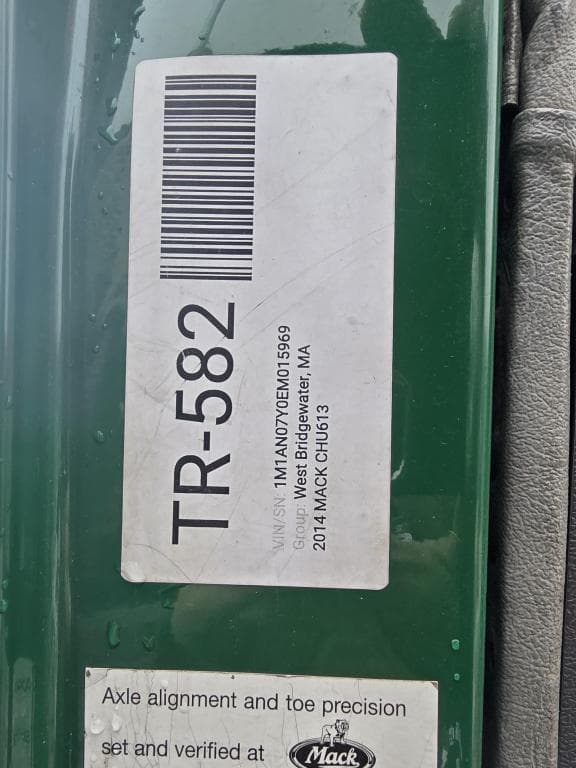 TR-582
VIN/SN: 1M1AN07Y0EM015969
Group: West Bridgewater, MA
2014 MACK CHU613
Axle alignment and toe precision
set and verified at
Mack